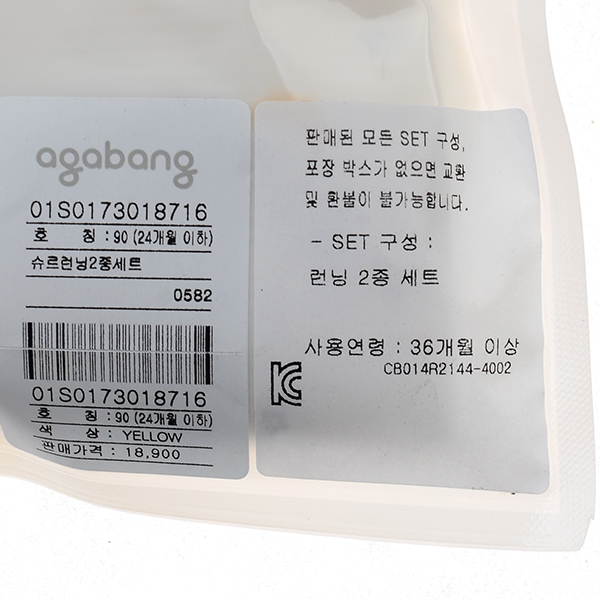 agabang
01S0173018716
호 칭 : 90 (24개월 이하)
슈르런닝2종세트
0582
01S0173018716
호 칭 : 90 (24개월 이하)
색 상 : YELLOW
판매가격 : 18,900
판매된 모든 SET 구성,
포장 박스가 없으면 교환
및 환불이 불가능합니다.
- SET 구성 :
런닝 2종 세트
사용연령 : 36개월 이상
CB014R2144-4002